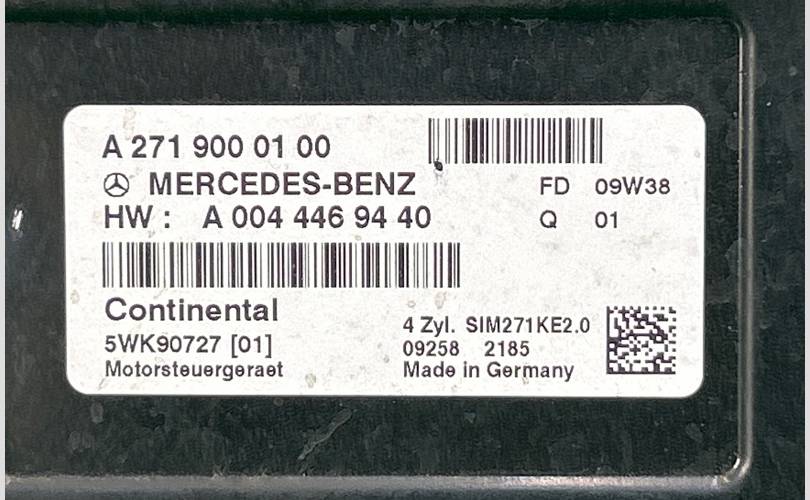 A 271 900 01 00
MERCEDES-BENZ FD 09W38
HW : A 004 446 94 40 Q 01
Continental
4 Zyl. SIM271KE2.0
5WK90727 [01] 09258 2185
Motorsteuergeraet Made in Germany